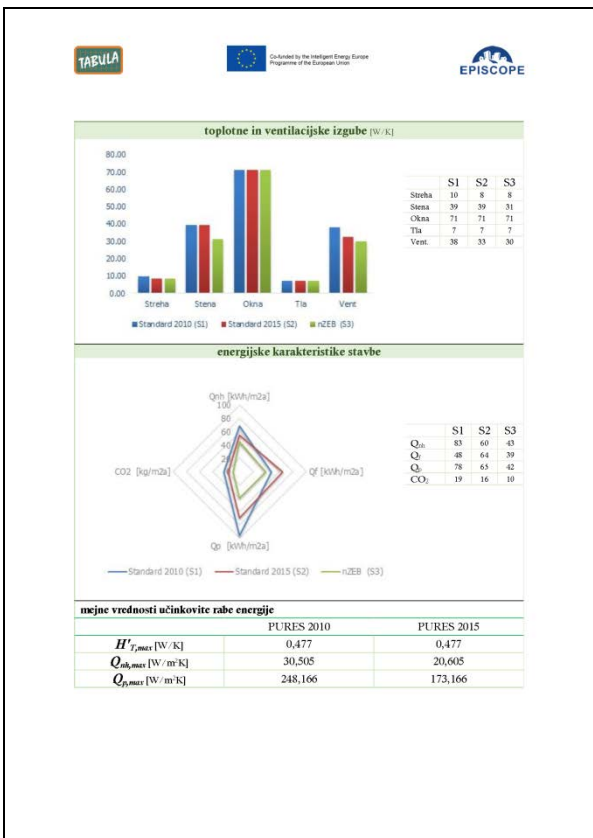 TABULA
Co-funded by the Intelligent Energy Europe
Programme of the European Union
EPISCOPE
toplotne in ventilacijske izgube [W/K]
80.00
70.00
60.00
50.00
40.00
30.00
20.00
10.00
0.00
Streha Stena Okna Tla Vent
Standard 2010 (S1) Standard 2015 (S2) nZEB (S3)
S1 S2 S3
Streha 10 8 8
Stena 39 39 31
Okna 71 71 71
Tla 7 7 7
Vent. 38 33 30
energijske karakteristike stavbe
Qnh [kWh/m2a]
100
80
60
40
20
CO2 [kg/m2a]
Qf [kWh/m2a]
Qp [kWh/m2a]
Standard 2010 (S1) Standard 2015 (S2) nZEB (S3)
S1 S2 S3
Qnh 83 60 43
Qf 48 64 39
Qp 78 65 42
CO2 19 16 10
mejne vrednosti učinkovite rabe energije
PURES 2010 PURES 2015
H'T,max [W/K] 0,477 0,477
Qnh,max [W/m²K] 30,505 20,605
Qp,max [W/m²K] 248,166 173,166